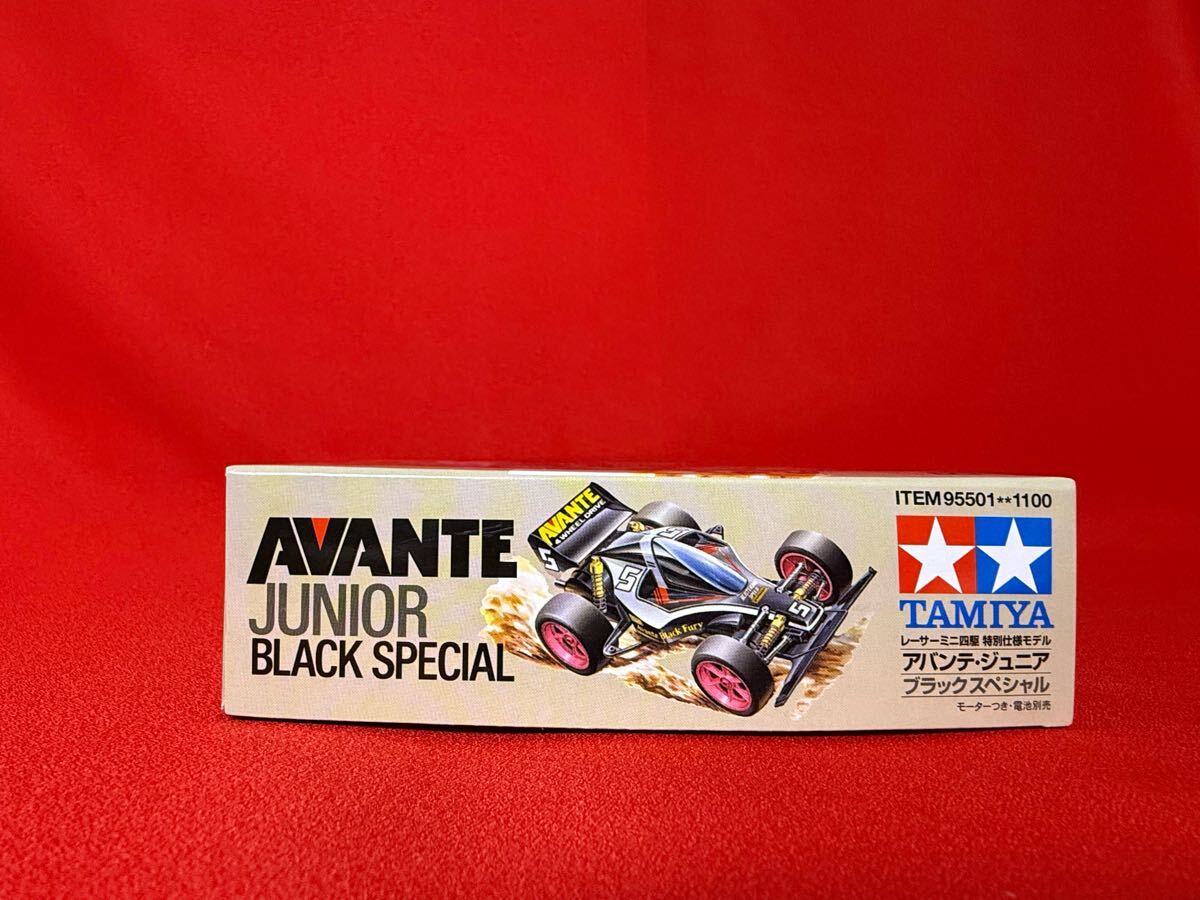 AVANTE
JUNIOR
BLACK SPECIAL
AVANTE
4 WHEEL DRIVE
5
5
5
5
Black Fury
ITEM 95501**1100
TAMIYA
レーサーミニ四駆 特別仕様モデル
アバンテ・ジュニア
ブラックスペシャル
モーターつき・電池別売